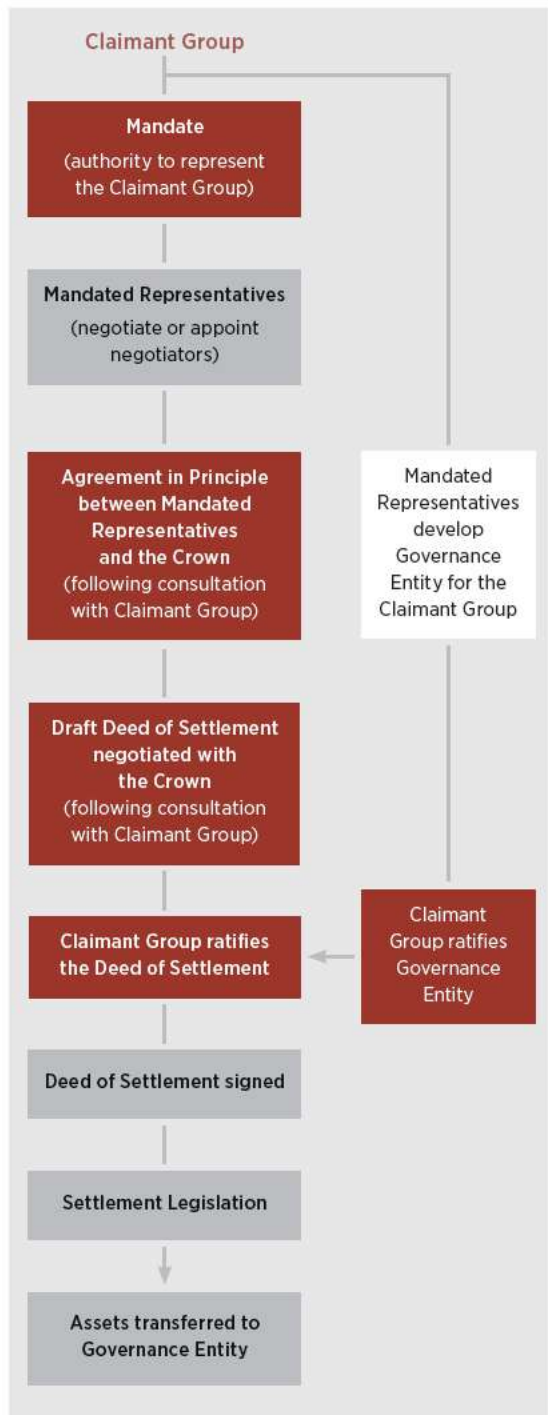 Claimant Group
Mandate
(authority to represent
the Claimant Group)
Mandated Representatives
(negotiate or appoint
negotiators)
Agreement in Principle
between Mandated
Representatives
and the Crown
(following consultation
with Claimant Group)
Mandated
Representatives
develop
Governance
Entity for the
Claimant Group
Draft Deed of Settlement
negotiated with
the Crown
(following consultation
with Claimant Group)
Claimant Group ratifies
the Deed of Settlement
Claimant
Group ratifies
Governance
Entity
Deed of Settlement signed
Settlement Legislation
Assets transferred to
Governance Entity